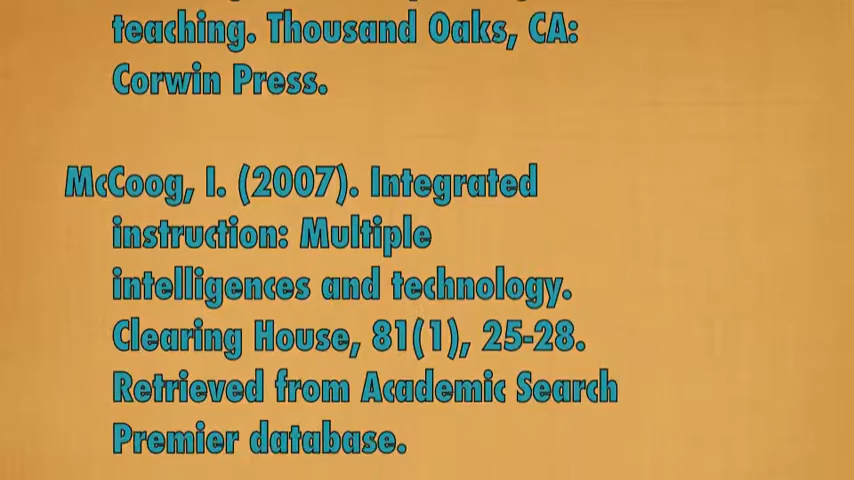 teaching. Thousand Oaks, CA:
Corwin Press.
McCoog, I. (2007). Integrated
instruction: Multiple
intelligences and technology.
Clearing House, 81(1), 25-28.
Retrieved from Academic Search
Premier database.